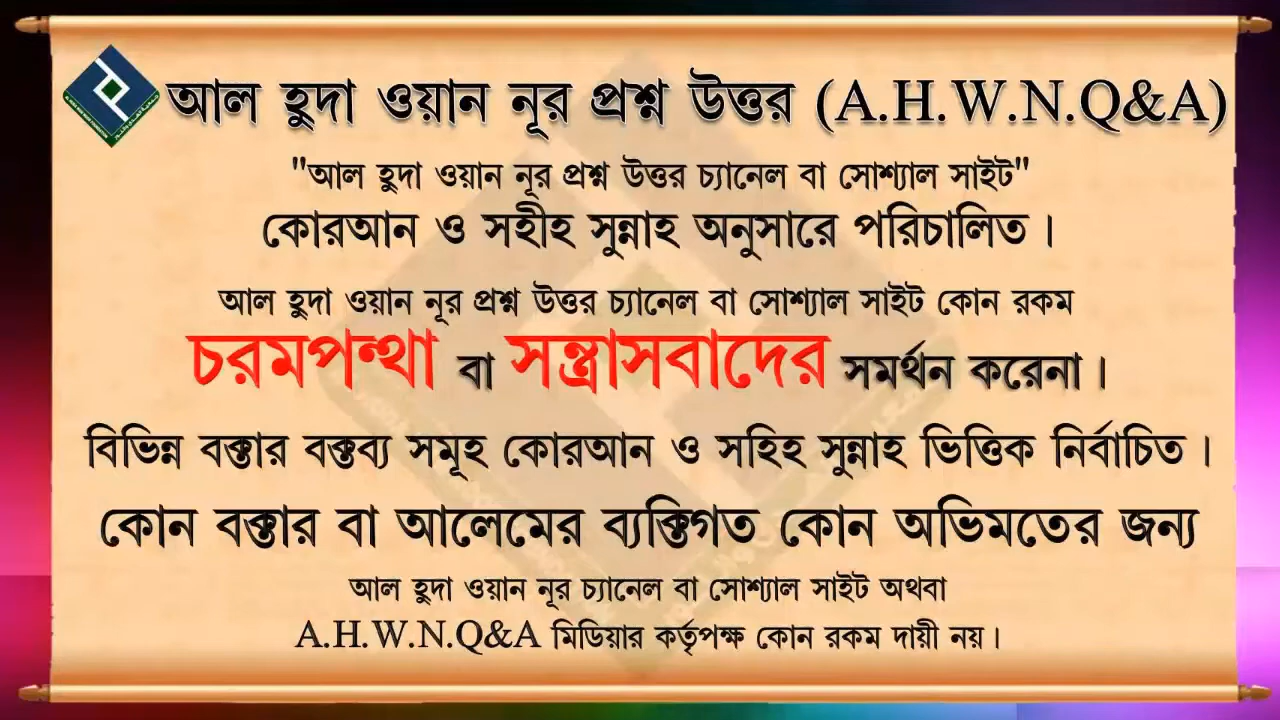 আল হুদা ওয়ান নূর প্রশ্ন উত্তর (A.H.W.N.Q&A)
"আল হুদা ওয়ান নূর প্রশ্ন উত্তর চ্যানেল বা সোশ্যাল সাইট"
কোরআন ও সহীহ সুন্নাহ অনুসারে পরিচালিত।
আল হুদা ওয়ান নূর প্রশ্ন উত্তর চ্যানেল বা সোশ্যাল সাইট কোন রকম
চরমপন্থা বা সন্ত্রাসবাদের সমর্থন করেনা।
বিভিন্ন বক্তার বক্তব্য সমূহ কোরআন ও সহিহ সুন্নাহ ভিত্তিক নির্বাচিত।
কোন বক্তার বা আলেমের ব্যক্তিগত কোন অভিমতের জন্য
আল হুদা ওয়ান নূর চ্যানেল বা সোশ্যাল সাইট অথবা
A.H.W.N.Q&A মিডিয়ার কর্তৃপক্ষ কোন রকম দায়ী নয়।